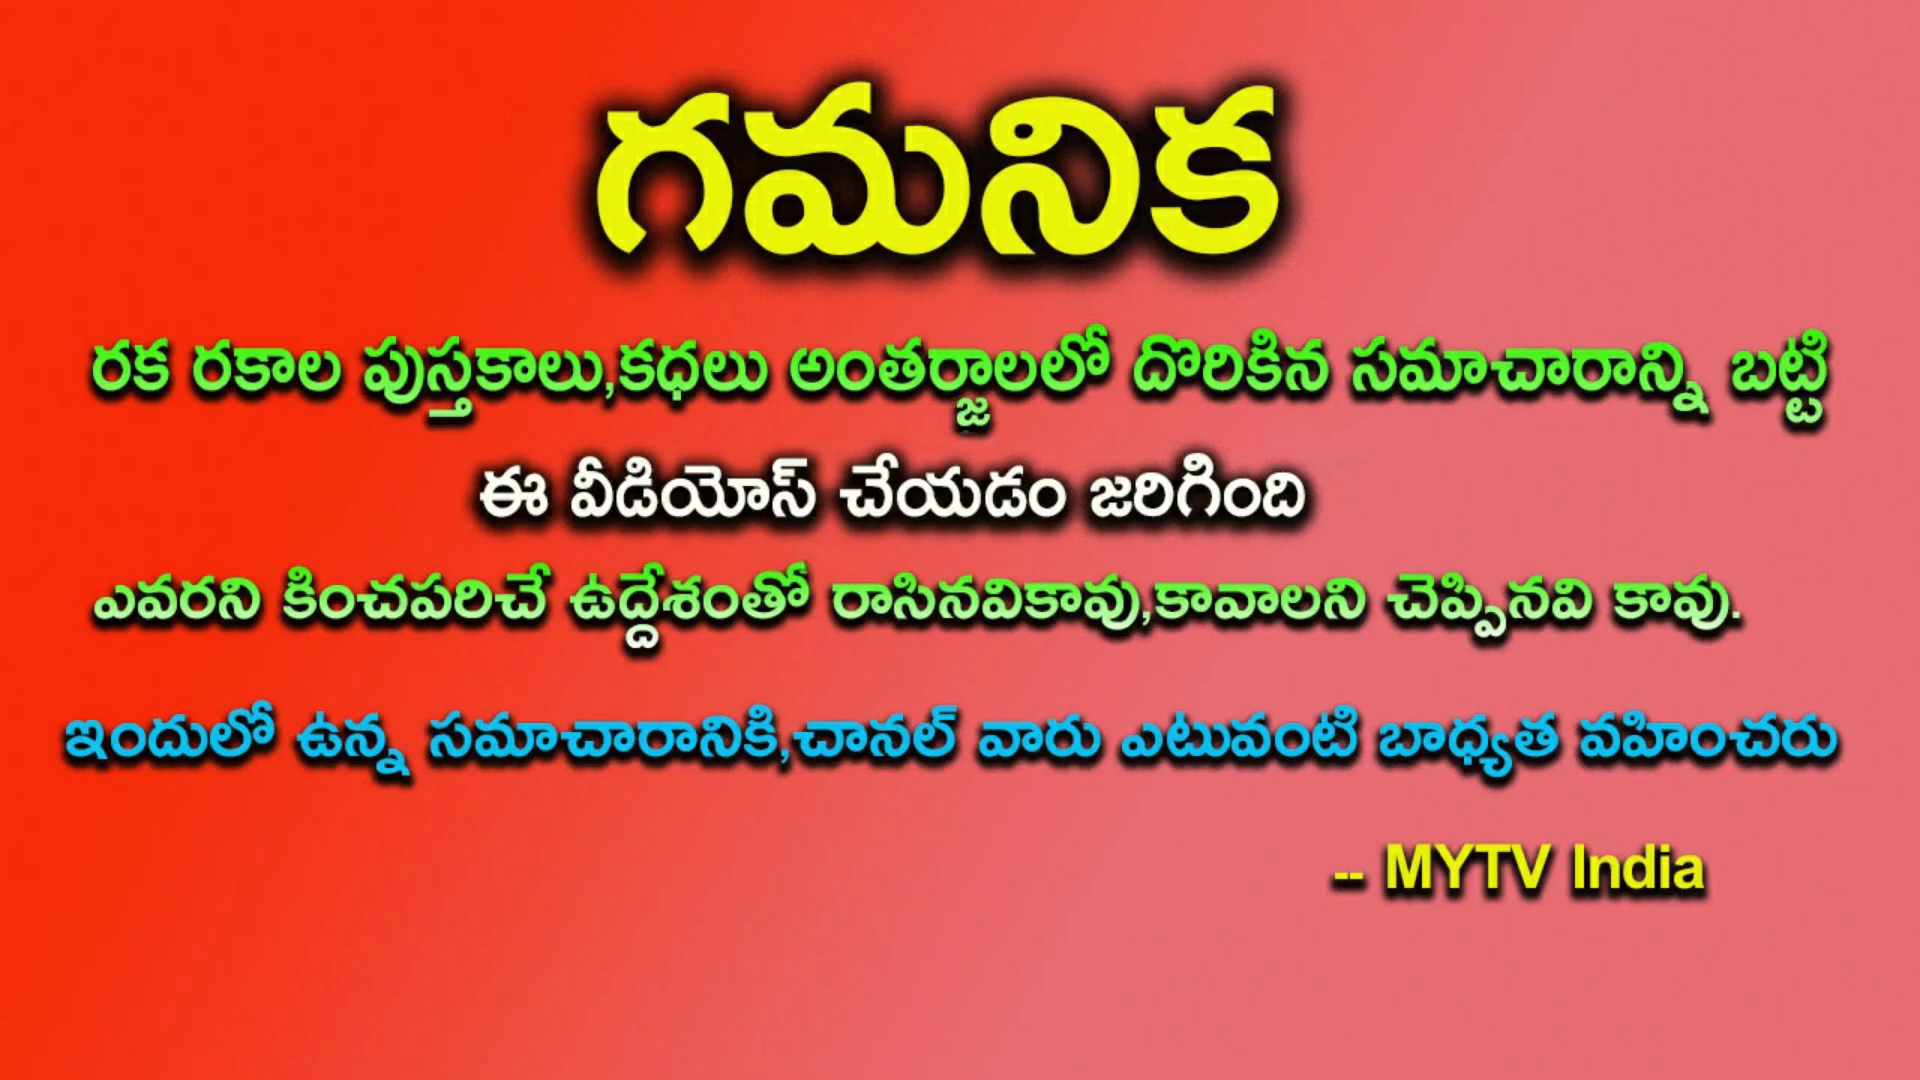 గమనిక
రక రకాల పుస్తకాలు,కధలు అంతర్జాలలో దొరికిన సమాచారాన్ని బట్టి
ఈ వీడియోస్ చేయడం జరిగింది
ఎవరని కించపరిచే ఉద్దేశంతో రాసినవికావు,కావాలని చెప్పినవి కావు.
ఇందులో ఉన్న సమాచారానికి,చానల్ వారు ఎటువంటి బాధ్యత వహించరు
-- MYTV India